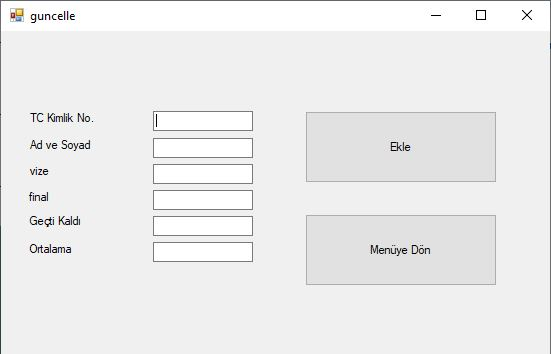 guncelle
TC Kimlik No.
Ad ve Soyad
vize
final
Geçti Kaldı
Ortalama
Ekle
Menüye Dön